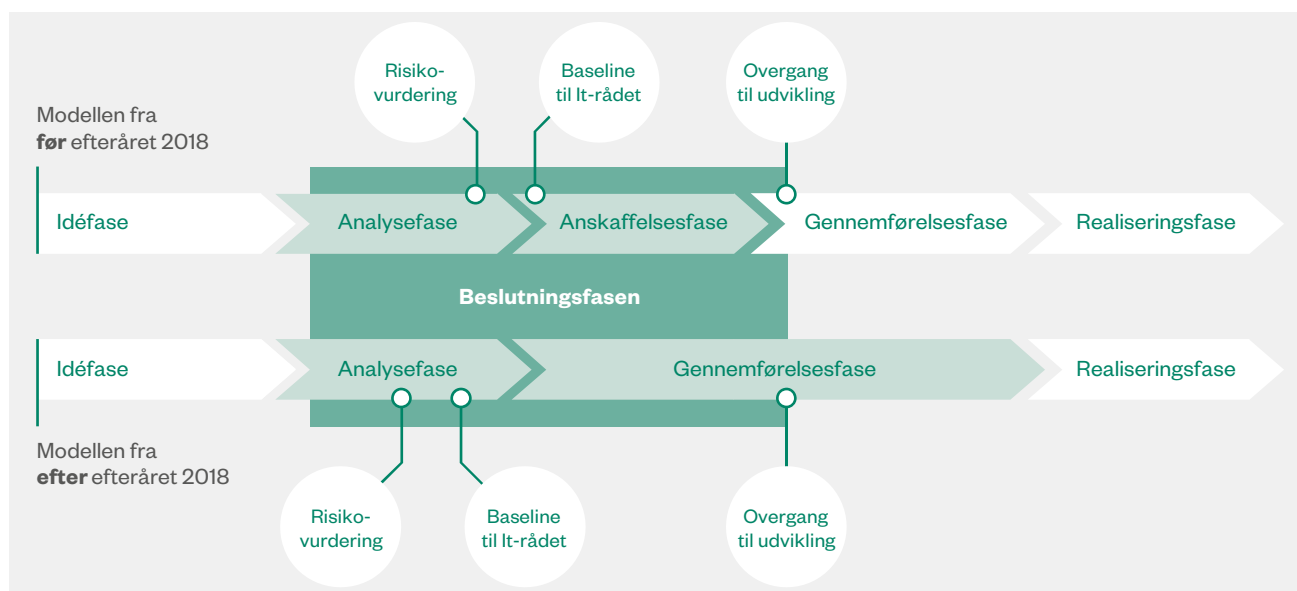 Risiko-
vurdering
Baseline
til It-rådet
Overgang
til udvikling
Modellen fra
før efteråret 2018
Idéfase
Analysefase
Anskaffelsesfase
Gennemførelsesfase
Realiseringsfase
Beslutningsfasen
Idéfase
Analysefase
Gennemførelsesfase
Realiseringsfase
Modellen fra
efter efteråret 2018
Risiko-
vurdering
Baseline
til It-rådet
Overgang
til udvikling